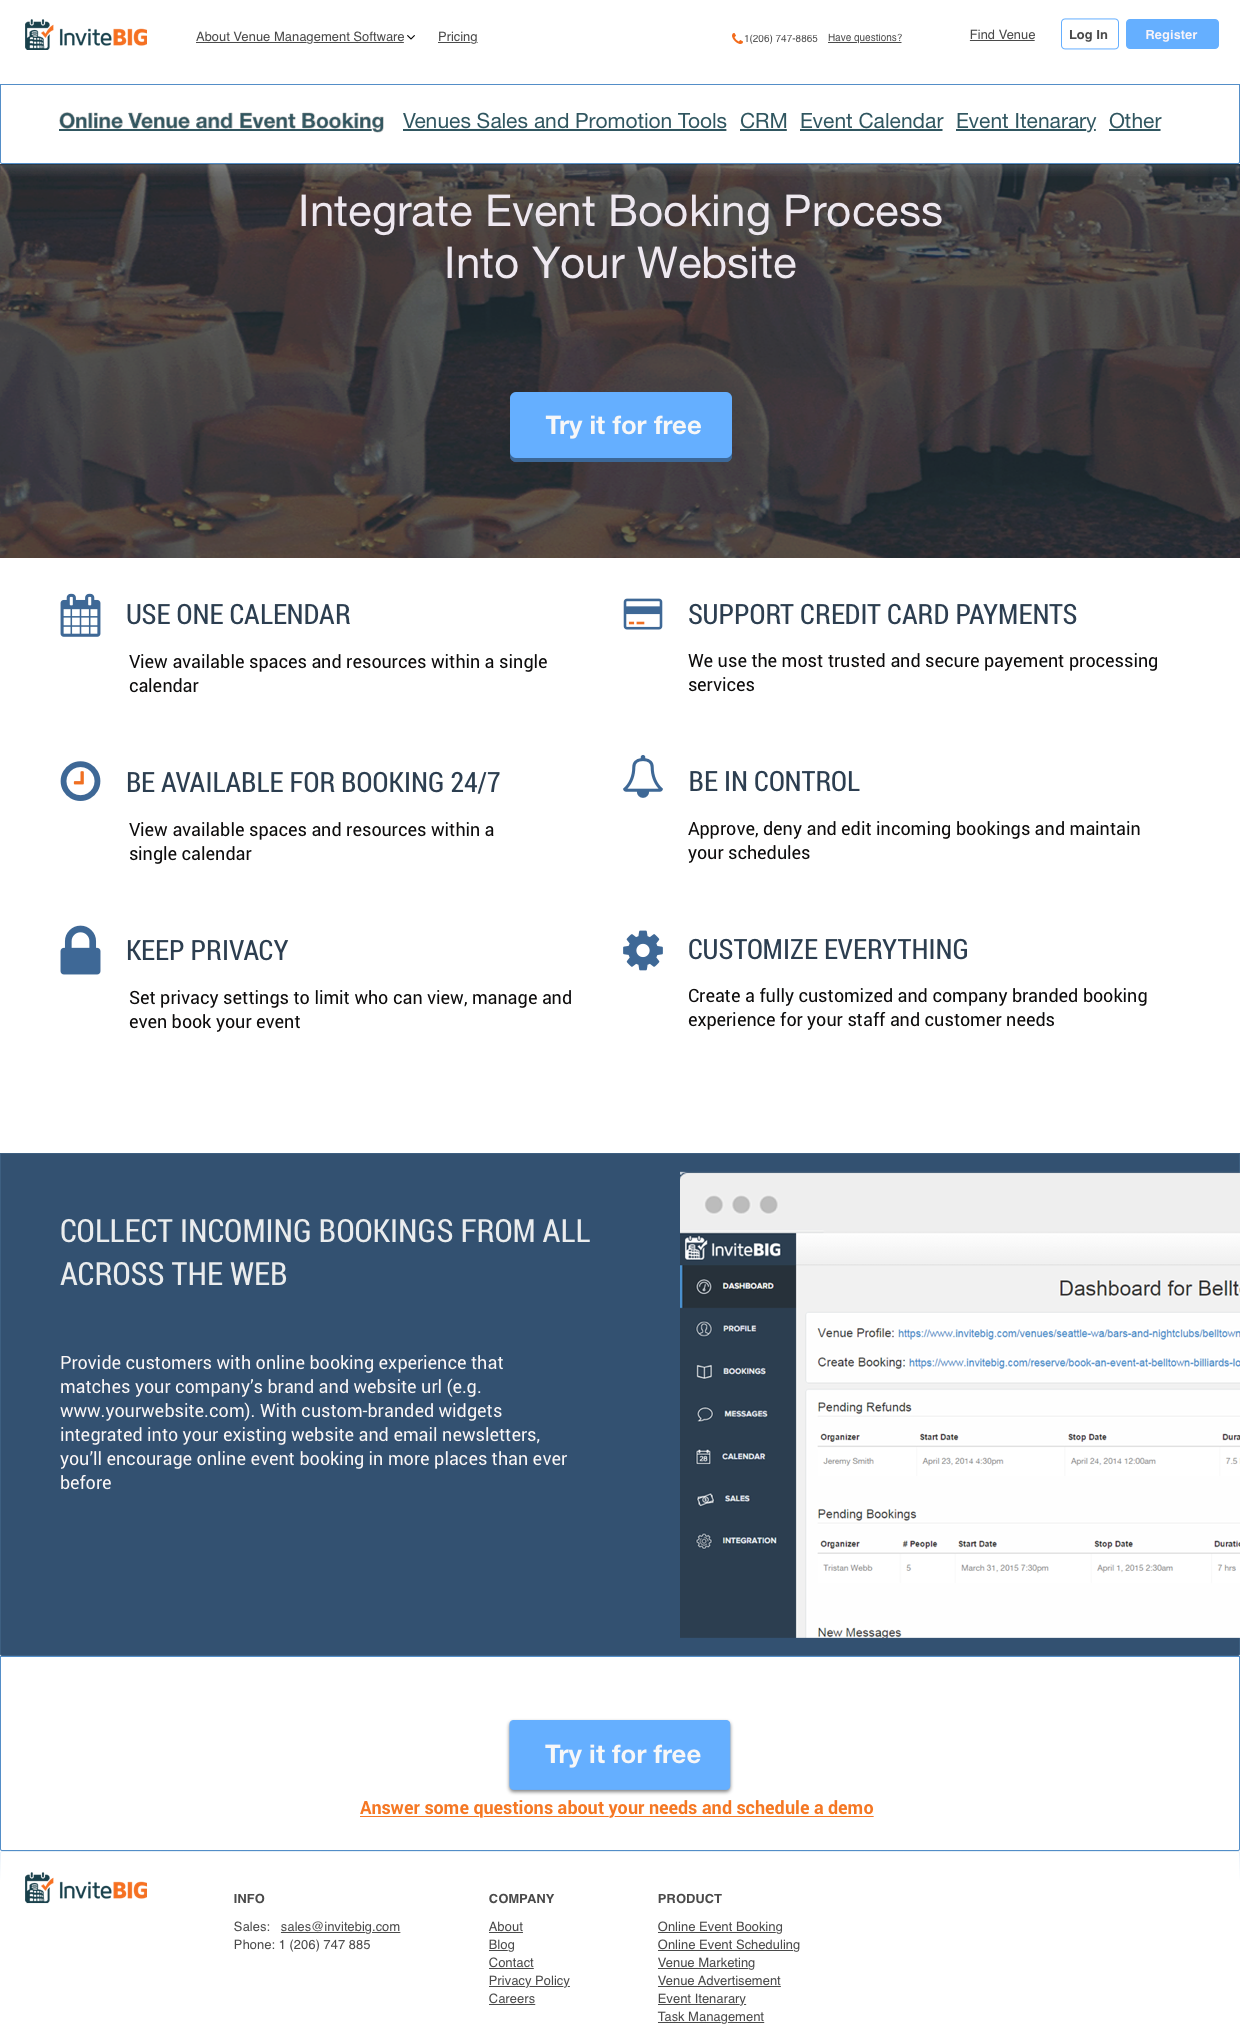 InviteBIG
About Venue Management Software
Pricing
1(206) 747-8865
Have questions?
Find Venue
Log In
Register
Online Venue and Event Booking
Venues Sales and Promotion Tools
CRM
Event Calendar
Event Itenarary
Other
Integrate Event Booking Process
Into Your Website
Try it for free
USE ONE CALENDAR
View available spaces and resources within a single
calendar
SUPPORT CREDIT CARD PAYMENTS
We use the most trusted and secure payement processing
services
BE AVAILABLE FOR BOOKING 24/7
View available spaces and resources within a
single calendar
BE IN CONTROL
Approve, deny and edit incoming bookings and maintain
your schedules
KEEP PRIVACY
Set privacy settings to limit who can view, manage and
even book your event
CUSTOMIZE EVERYTHING
Create a fully customized and company branded booking
experience for your staff and customer needs
COLLECT INCOMING BOOKINGS FROM ALL
ACROSS THE WEB
Provide customers with online booking experience that
matches your company's brand and website url (e.g.
www.yourwebsite.com). With custom-branded widgets
integrated into your existing website and email newsletters,
you'll encourage online event booking in more places than ever
before
InviteBIG
DASHBOARD
PROFILE
BOOKINGS
MESSAGES
28
CALENDAR
SALES
INTEGRATION
Dashboard for Bellt
Venue Profile: https://www.invitebig.com/venues/seattle-wa/bars-and-nightclubs/belltown
Create Booking: https://www.invitebig.com/reserve/book-an-event-at-belltown-billiards-lo
Pending Refunds
Organizer Start Date Stop Date Dura
Jeremy Smith April 23, 2014 4:30pm April 24, 2014 12:00am 7.5
Pending Bookings
Organizer # People Start Date Stop Date Durati
Tristan Webb 5 March 31, 2015 7:30pm April 1, 2015 2:30am 7 hrs
New Messages
Try it for free
Answer some questions about your needs and schedule a demo
InviteBIG
INFO
Sales: sales@invitebig.com
Phone: 1 (206) 747 885
COMPANY
About
Blog
Contact
Privacy Policy
Careers
PRODUCT
Online Event Booking
Online Event Scheduling
Venue Marketing
Venue Advertisement
Event Itenarary
Task Management